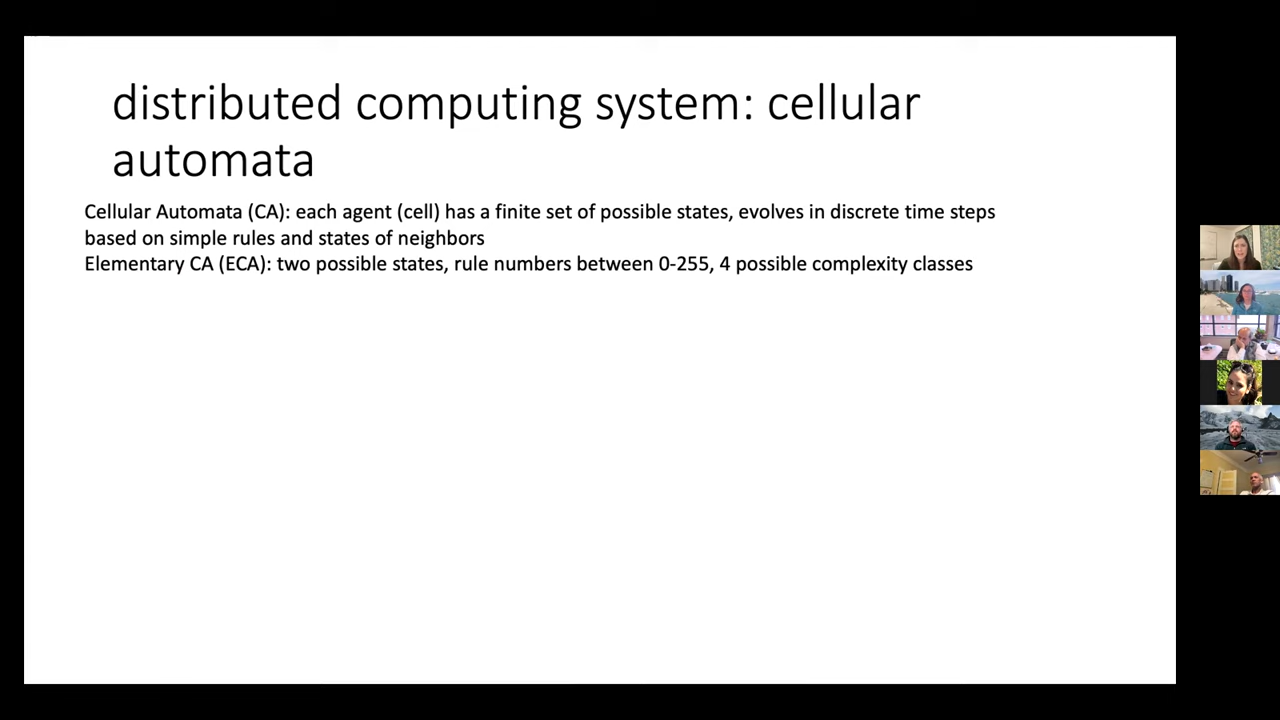 distributed computing system: cellular
automata
Cellular Automata (CA): each agent (cell) has a finite set of possible states, evolves in discrete time steps
based on simple rules and states of neighbors
Elementary CA (ECA): two possible states, rule numbers between 0-255, 4 possible complexity classes